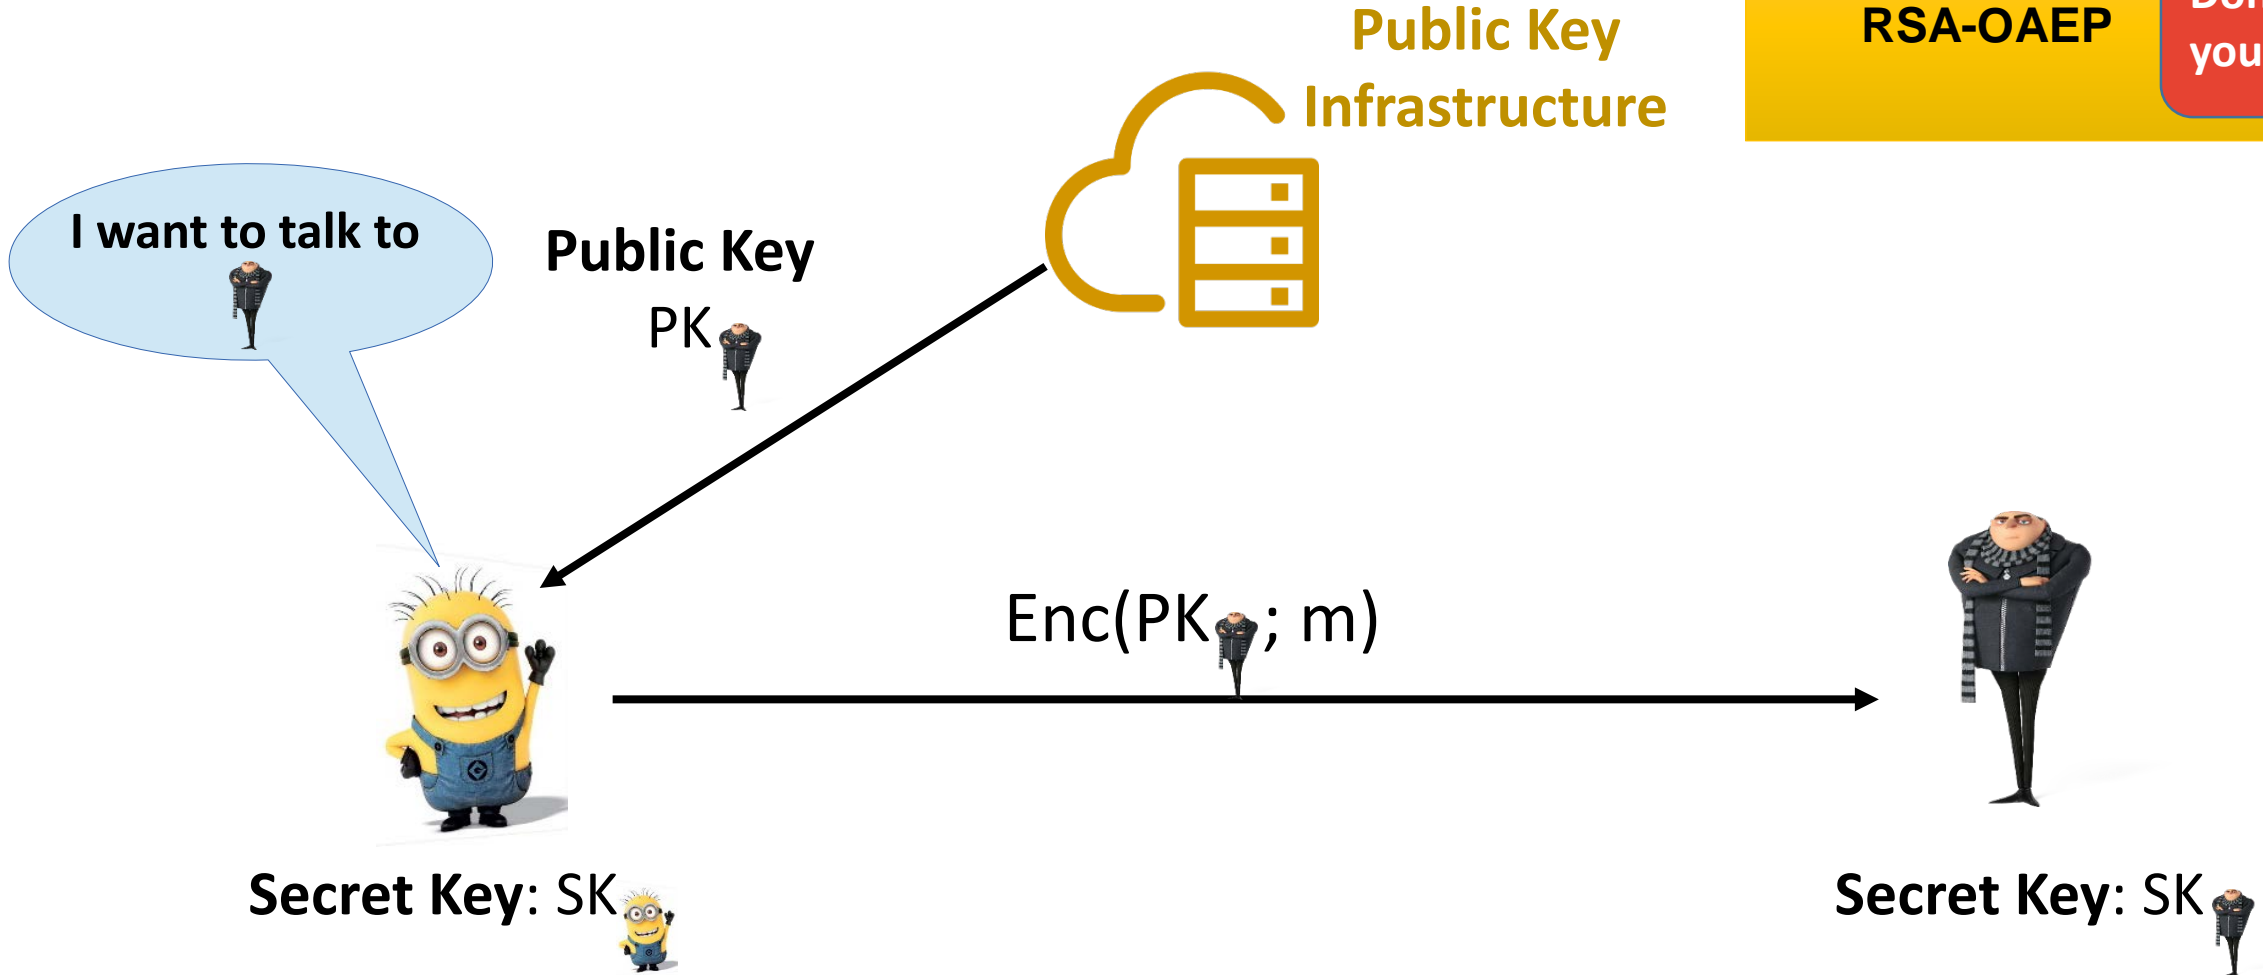 Public Key
Infrastructure
RSA-OAEP
you
I want to talk to
Public Key
PK
Enc(PK ; m)
Secret Key: SK
Secret Key: SK